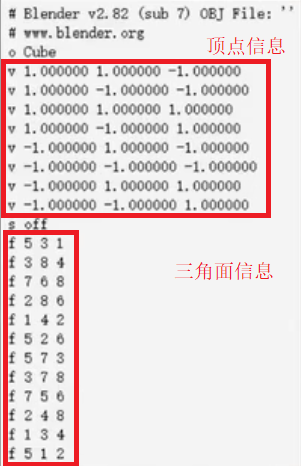 # Blender v2.82 (sub 7) OBJ File: ''
# www.blender.org
o Cube
顶点信息
v 1.000000 1.000000 -1.000000
v 1.000000 -1.000000 -1.000000
v 1.000000 1.000000 1.000000
v 1.000000 -1.000000 1.000000
v -1.000000 1.000000 -1.000000
v -1.000000 -1.000000 -1.000000
v -1.000000 1.000000 1.000000
v -1.000000 -1.000000 1.000000
s off
f 5 3 1
f 3 8 4
三角面信息
f 7 6 8
f 2 8 6
f 1 4 2
f 5 2 6
f 5 7 3
f 3 7 8
f 7 5 6
f 2 4 8
f 1 3 4
f 5 1 2